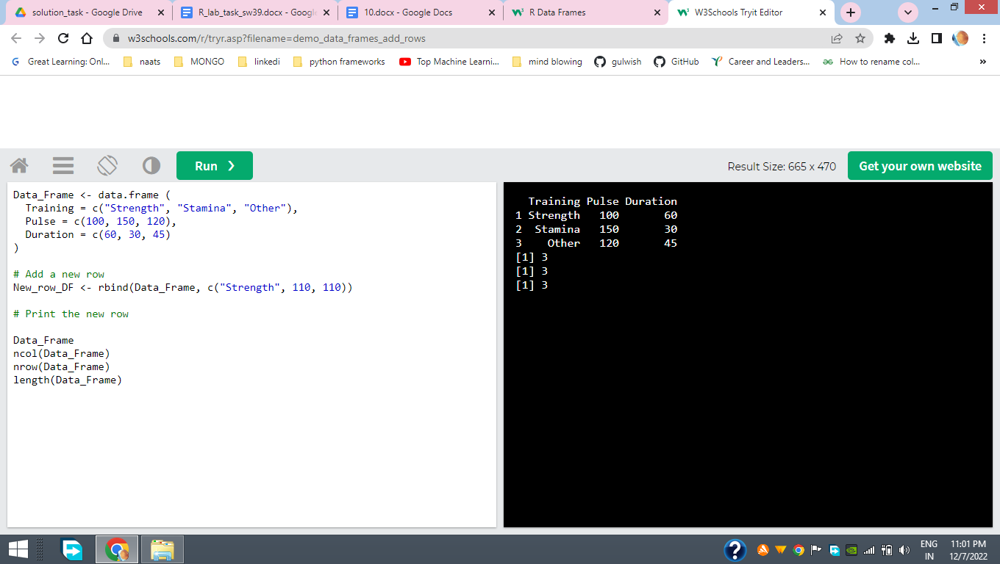 solution_task - Google Drive
R_lab_task_sw39.docx - Google
10.docx - Google Docs
R Data Frames
W3Schools Tryit Editor
w3schools.com/r/tryr.asp?filename=demo_data_frames_add_rows
Great Learning: Onl...
naats
MONGO
linkedi
python frameworks
Top Machine Learni...
mind blowing
gulwish
GitHub
Career and Leaders...
How to rename col...
»
Run ❯
Result Size: 665 x 470
Get your own website
Data_Frame <- data.frame (
  Training = c("Strength", "Stamina", "Other"),
  Pulse = c(100, 150, 120),
  Duration = c(60, 30, 45)
)
# Add a new row
New_row_DF <- rbind(Data_Frame, c("Strength", 110, 110))
# Print the new row
Data_Frame
ncol(Data_Frame)
nrow(Data_Frame)
length(Data_Frame)
  Training Pulse Duration
1 Strength   100       60
2  Stamina   150       30
3    Other   120       45
[1] 3
[1] 3
[1] 3
ENG
IN
11:01 PM
12/7/2022